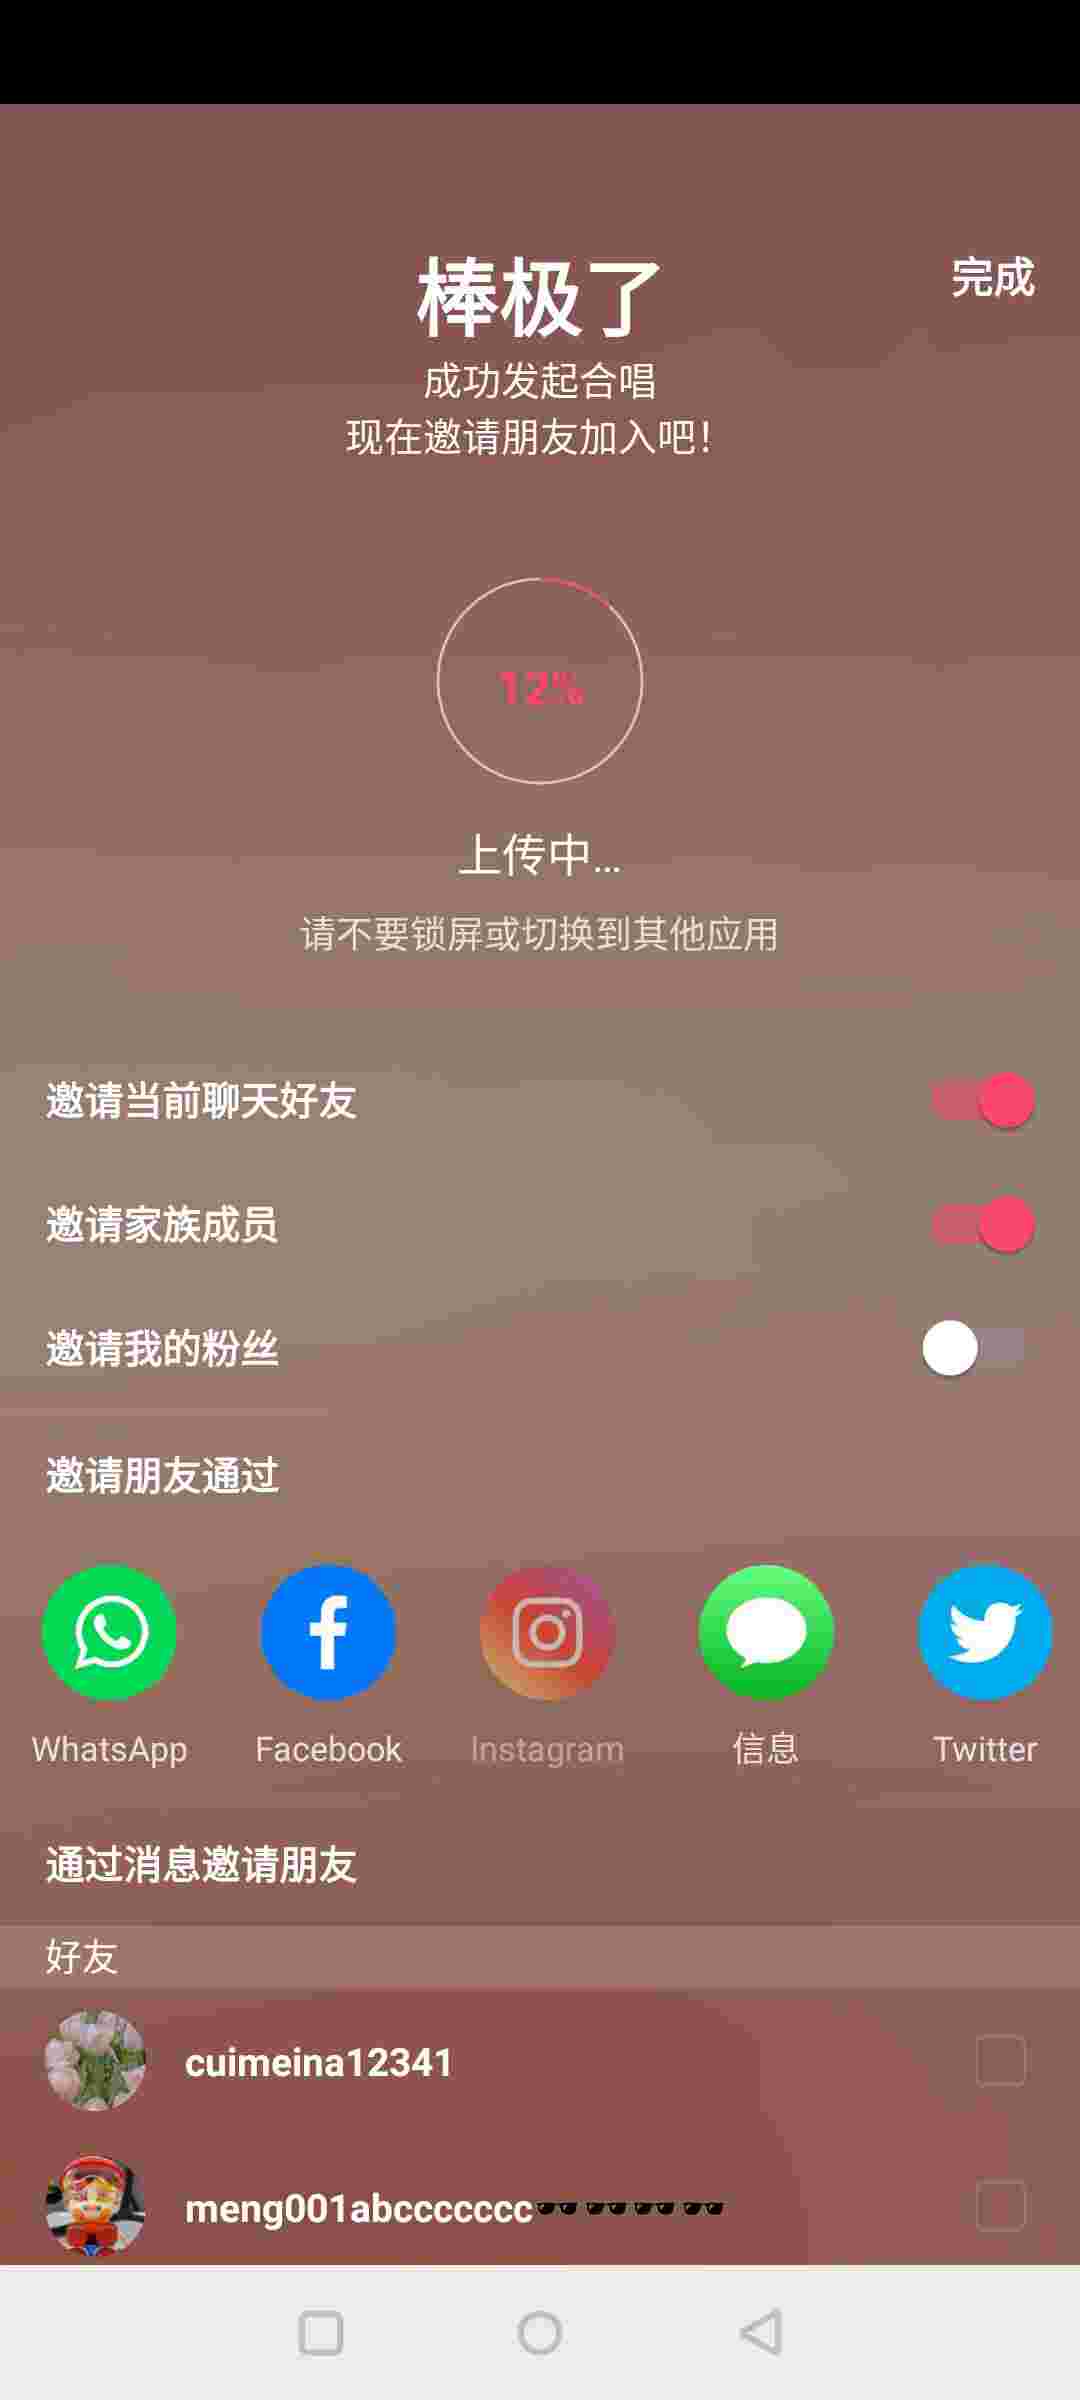 棒极了
完成
成功发起合唱
现在邀请朋友加入吧！
12%
上传中...
请不要锁屏或切换到其他应用
邀请当前聊天好友
邀请家族成员
邀请我的粉丝
邀请朋友通过
WhatsApp Facebook Instagram 信息 Twitter
通过消息邀请朋友
好友
cuimeina12341
meng001abccccccc🕶️🕶️🕶️🕶️